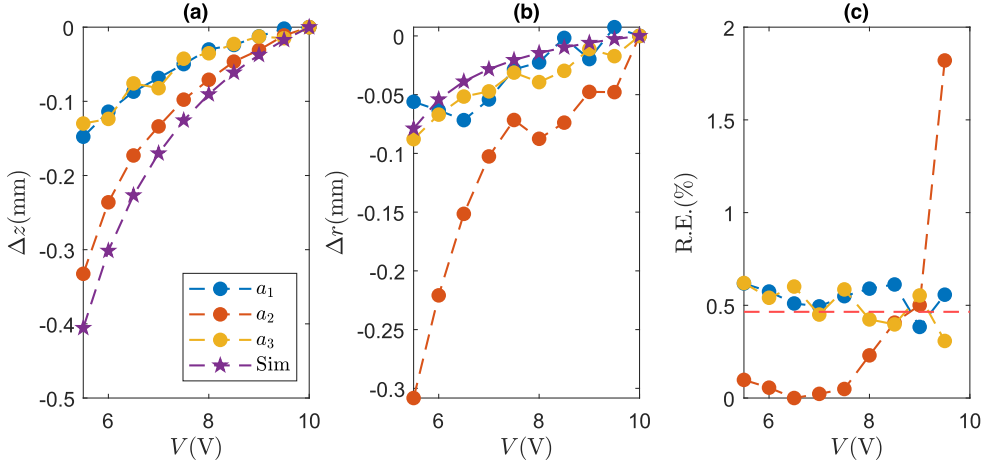 (a)
0
-0.1
-0.2
-0.3
-0.4
-0.5
Δz(mm)
6
8
10
V(V)
a₁
a₂
a₃
Sim
(b)
0
-0.05
-0.1
-0.15
-0.2
-0.25
-0.3
Δr(mm)
6
8
10
V(V)
(c)
2
1.5
1
0.5
0
R.E.(%)
6
8
10
V(V)